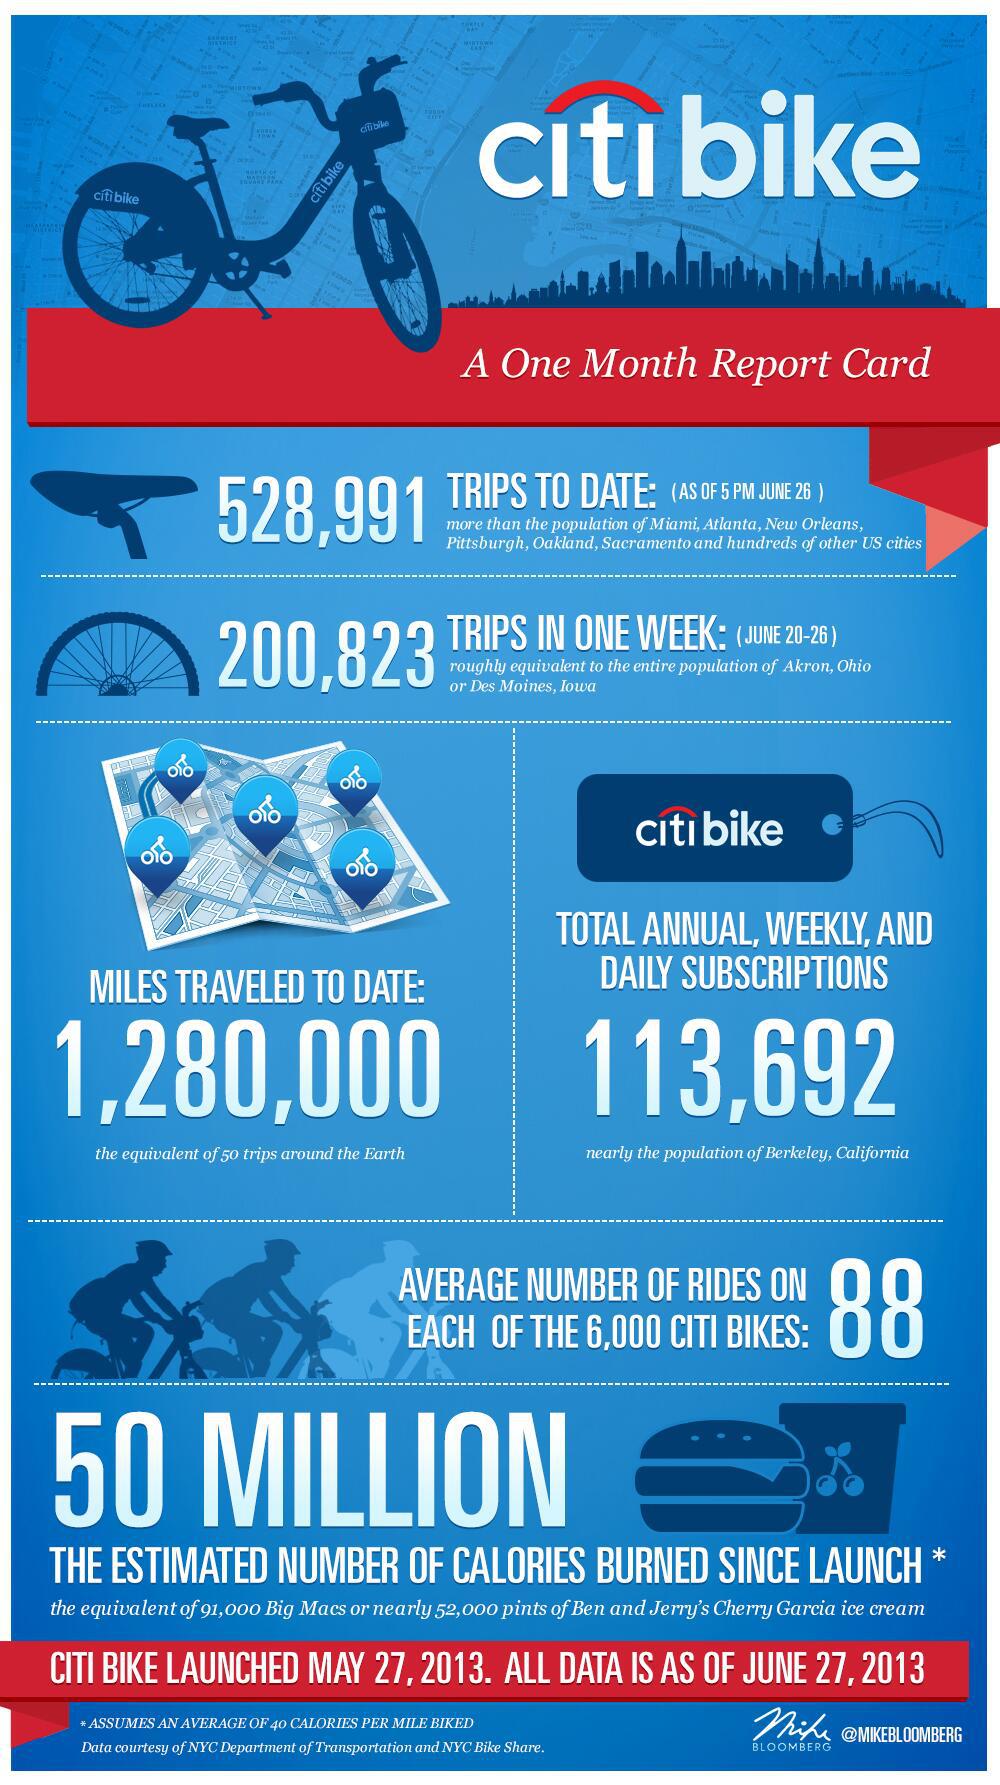 citi bike
citi bike
citi bike
citi bike
A One Month Report Card
528,991 TRIPS TO DATE: ( AS OF 5 PM JUNE 26 )
more than the population of Miami, Atlanta, New Orleans,
Pittsburgh, Oakland, Sacramento and hundreds of other US cities
200,823 TRIPS IN ONE WEEK: ( JUNE 20-26 )
roughly equivalent to the entire population of Akron, Ohio
or Des Moines, Iowa
MILES TRAVELED TO DATE:
1,280,000
the equivalent of 50 trips around the Earth
citi bike
TOTAL ANNUAL, WEEKLY, AND
DAILY SUBSCRIPTIONS
113,692
nearly the population of Berkeley, California
AVERAGE NUMBER OF RIDES ON
EACH OF THE 6,000 CITI BIKES:
88
50 MILLION
THE ESTIMATED NUMBER OF CALORIES BURNED SINCE LAUNCH *
the equivalent of 91,000 Big Macs or nearly 52,000 pints of Ben and Jerry's Cherry Garcia ice cream
CITI BIKE LAUNCHED MAY 27, 2013. ALL DATA IS AS OF JUNE 27, 2013
* ASSUMES AN AVERAGE OF 40 CALORIES PER MILE BIKED
Data courtesy of NYC Department of Transportation and NYC Bike Share.
Mike
BLOOMBERG
@MIKEBLOOMBERG